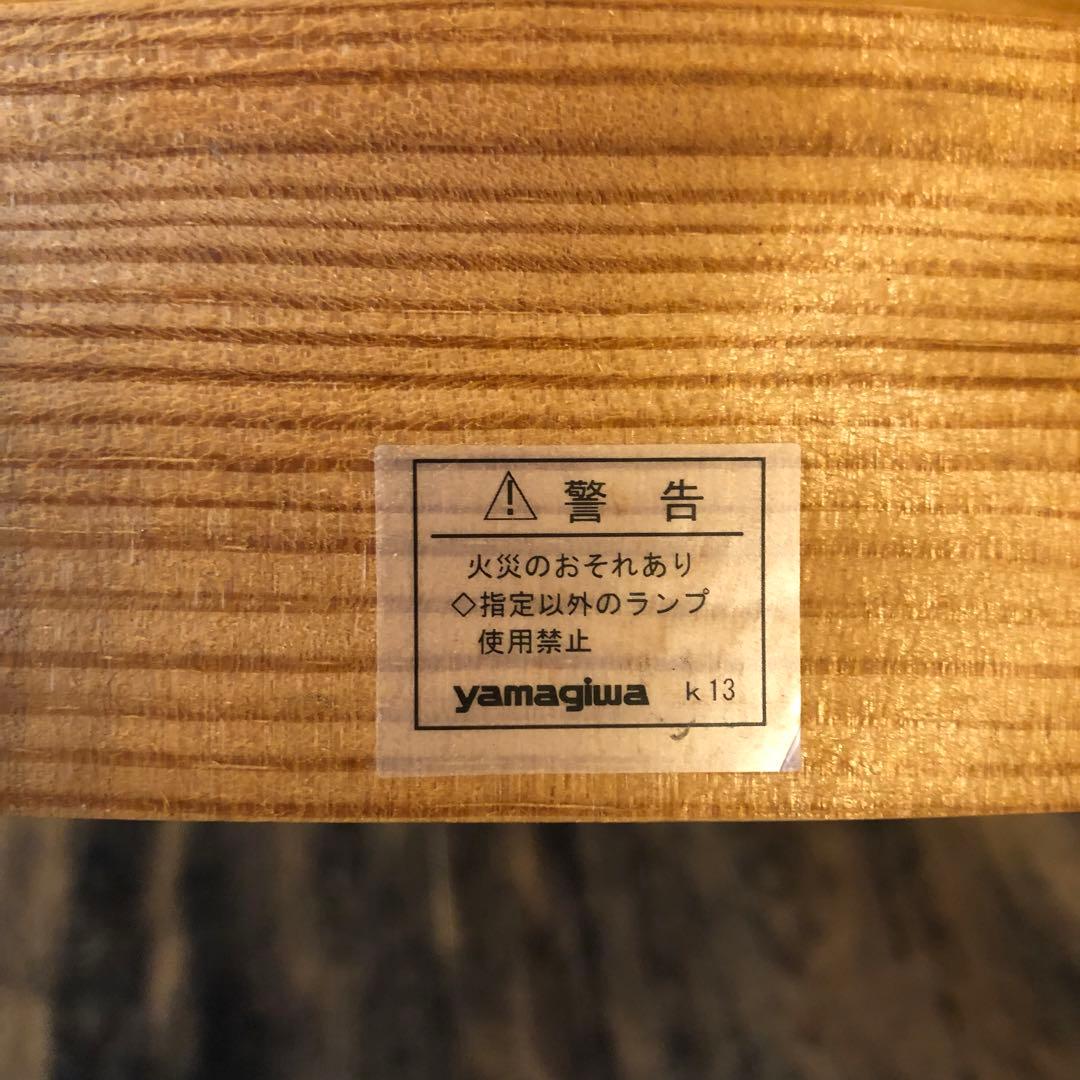 ⚠ 警 告
火災のおそれあり
◇指定以外のランプ
使用禁止
yamagiwa k13